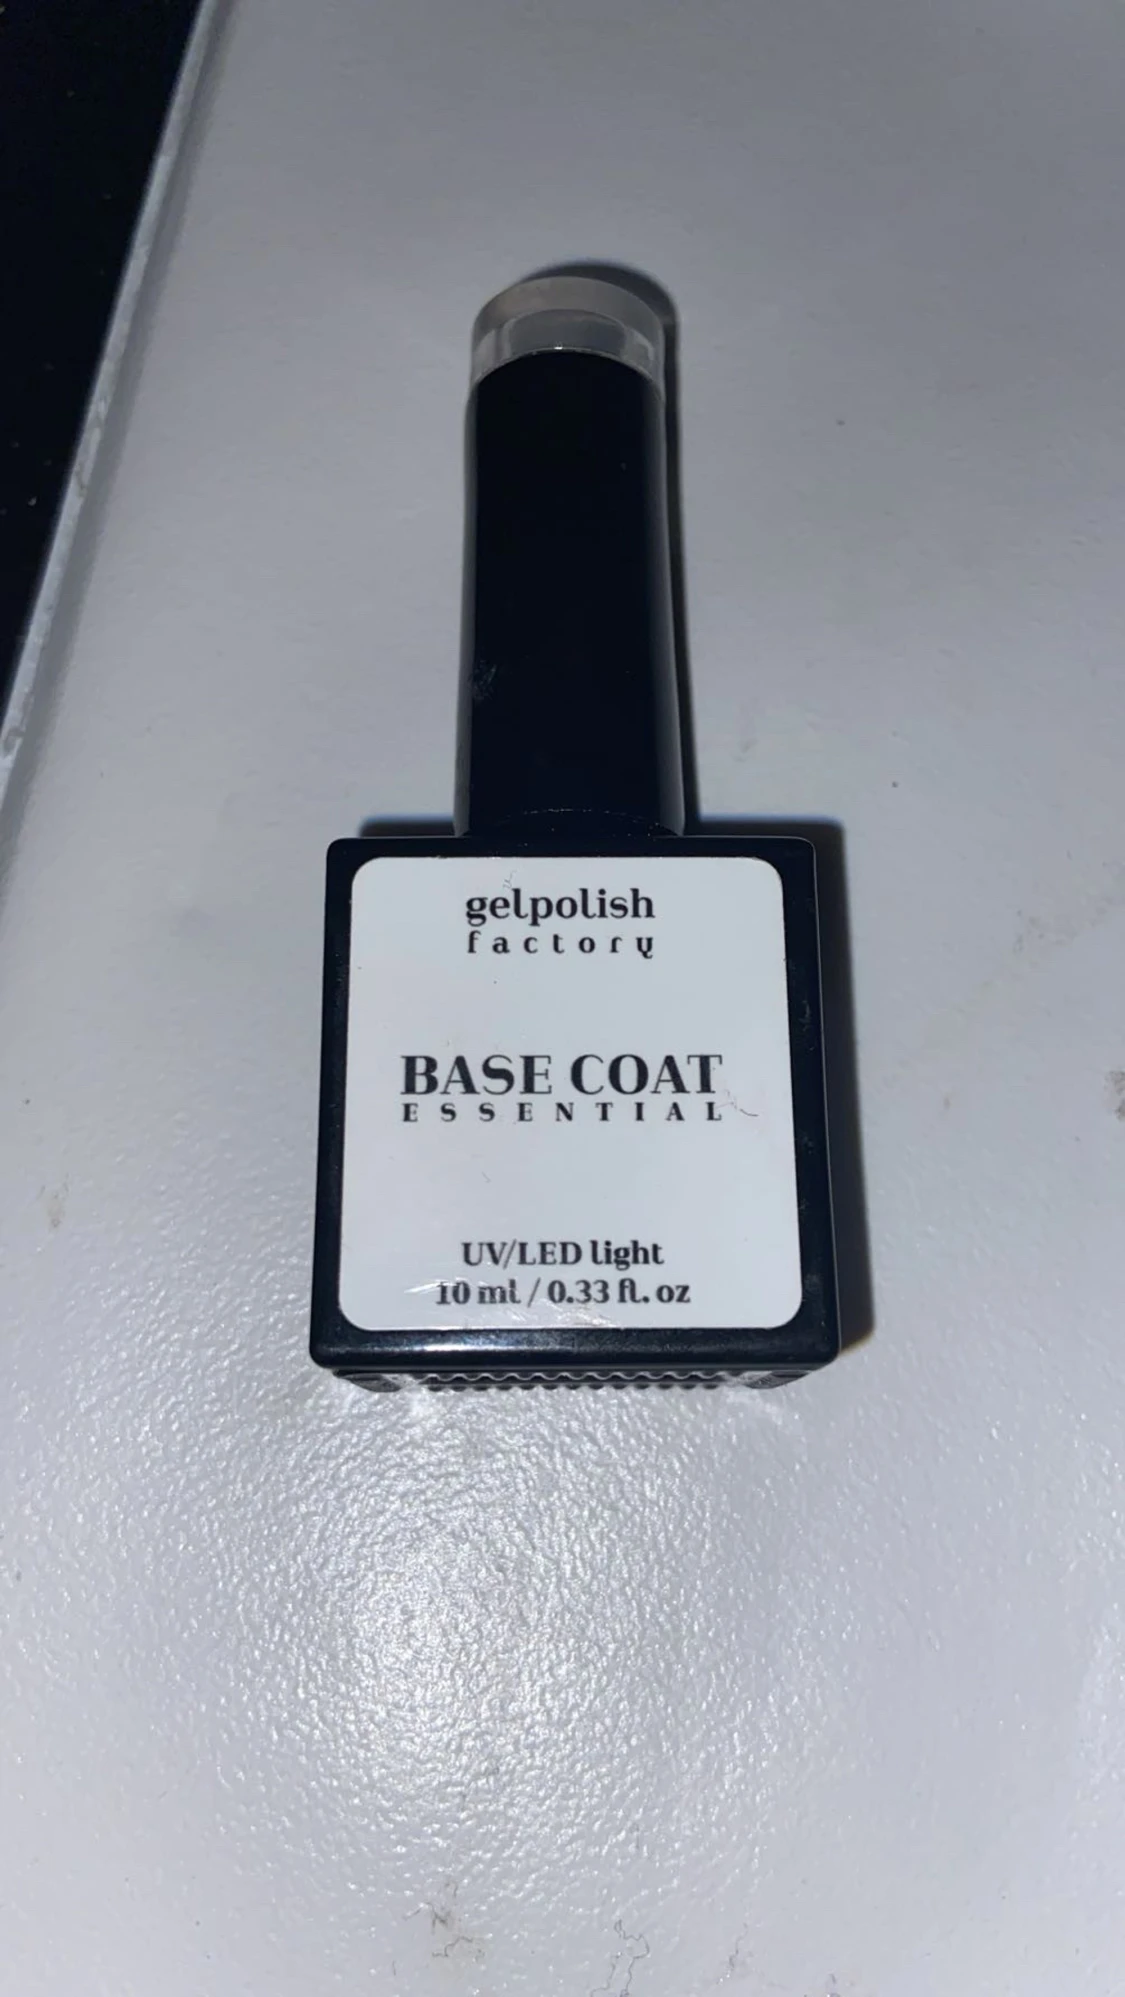 gelpolish
factory
BASE COAT
ESSENTIAL
UV/LED light
10 ml / 0.33 fl. oz